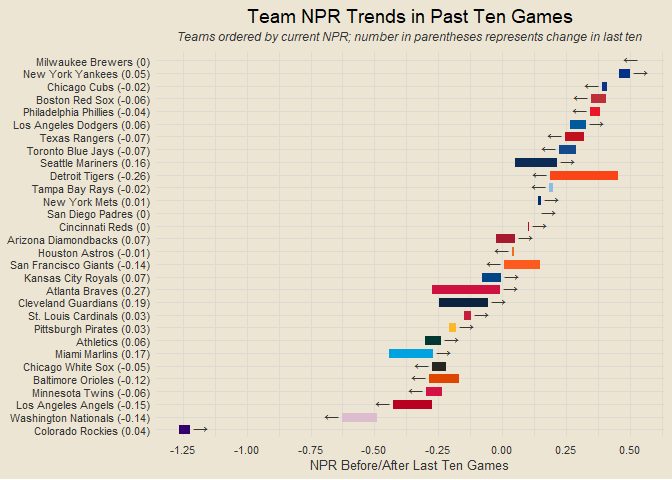 Team NPR Trends in Past Ten Games
Teams ordered by current NPR; number in parentheses represents change in last ten
Milwaukee Brewers (0)
New York Yankees (0.05)
Chicago Cubs (-0.02)
Boston Red Sox (-0.06)
Philadelphia Phillies (-0.04)
Los Angeles Dodgers (0.06)
Texas Rangers (-0.07)
Toronto Blue Jays (-0.07)
Seattle Mariners (0.16)
Detroit Tigers (-0.26)
Tampa Bay Rays (-0.02)
New York Mets (0.01)
San Diego Padres (0)
Cincinnati Reds (0)
Arizona Diamondbacks (0.07)
Houston Astros (-0.01)
San Francisco Giants (-0.14)
Kansas City Royals (0.07)
Atlanta Braves (0.27)
Cleveland Guardians (0.19)
St. Louis Cardinals (0.03)
Pittsburgh Pirates (0.03)
Athletics (0.06)
Miami Marlins (0.17)
Chicago White Sox (-0.05)
Baltimore Orioles (-0.12)
Minnesota Twins (-0.06)
Los Angeles Angels (-0.15)
Washington Nationals (-0.14)
Colorado Rockies (0.04)
-1.25 -1.00 -0.75 -0.50 -0.25 0.00 0.25 0.50
NPR Before/After Last Ten Games